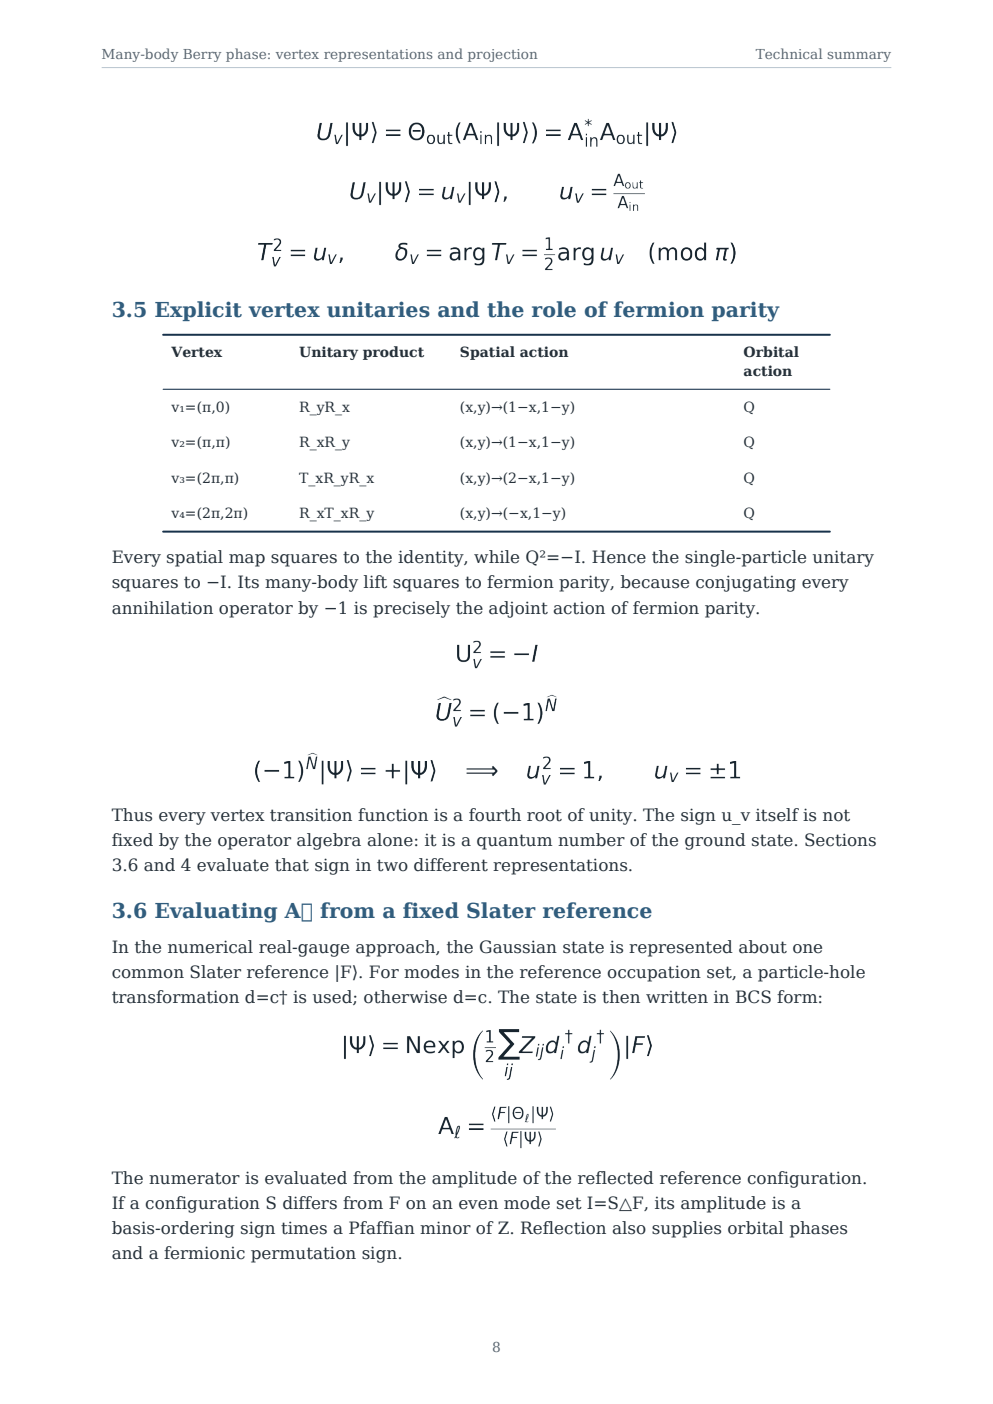 Many-body Berry phase: vertex representations and projection Technical summary
U_v|Ψ⟩ = Θ_out(A_in|Ψ⟩) = A_in^* A_out|Ψ⟩
U_v|Ψ⟩ = u_v|Ψ⟩, u_v = A_out/A_in
T_v^2 = u_v, δ_v = arg T_v = 1/2 arg u_v (mod π)
3.5 Explicit vertex unitaries and the role of fermion parity
Vertex Unitary product Spatial action Orbital action
v₁=(π,0) R_yR_x (x,y)→(1−x,1−y) Q
v₂=(π,π) R_xR_y (x,y)→(1−x,1−y) Q
v₃=(2π,π) T_xR_yR_x (x,y)→(2−x,1−y) Q
v₄=(2π,2π) R_xT_xR_y (x,y)→(−x,1−y) Q
Every spatial map squares to the identity, while Q²=−I. Hence the single-particle unitary
squares to −I. Its many-body lift squares to fermion parity, because conjugating every
annihilation operator by −1 is precisely the adjoint action of fermion parity.
U_v^2 = −I
Û_v^2 = (−1)^N̂
(−1)^N̂|Ψ⟩ = +|Ψ⟩ ⟹ u_v^2 = 1, u_v = ±1
Thus every vertex transition function is a fourth root of unity. The sign u_v itself is not
fixed by the operator algebra alone: it is a quantum number of the ground state. Sections
3.6 and 4 evaluate that sign in two different representations.
3.6 Evaluating A▯ from a fixed Slater reference
In the numerical real-gauge approach, the Gaussian state is represented about one
common Slater reference |F⟩. For modes in the reference occupation set, a particle-hole
transformation d=c† is used; otherwise d=c. The state is then written in BCS form:
|Ψ⟩ = Nexp(1/2 ∑_ij Z_ij d_i^† d_j^†)|F⟩
A_ℓ = ⟨F|Θ_ℓ|Ψ⟩/⟨F|Ψ⟩
The numerator is evaluated from the amplitude of the reflected reference configuration.
If a configuration S differs from F on an even mode set I=S△F, its amplitude is a
basis-ordering sign times a Pfaffian minor of Z. Reflection also supplies orbital phases
and a fermionic permutation sign.
8